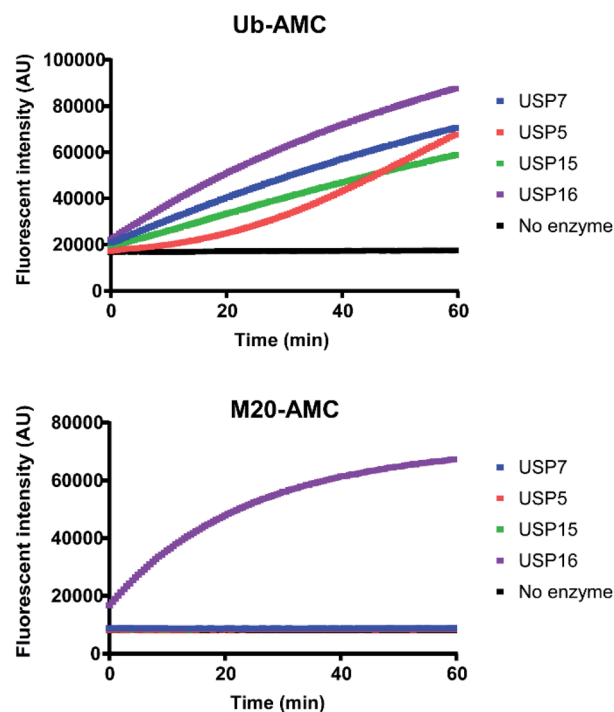 Ub-AMC
Fluorescent intensity (AU)
100000
80000
60000
40000
20000
0
0 20 40 60
Time (min)
USP7
USP5
USP15
USP16
No enzyme
M20-AMC
Fluorescent intensity (AU)
80000
60000
40000
20000
0
0 20 40 60
Time (min)
USP7
USP5
USP15
USP16
No enzyme